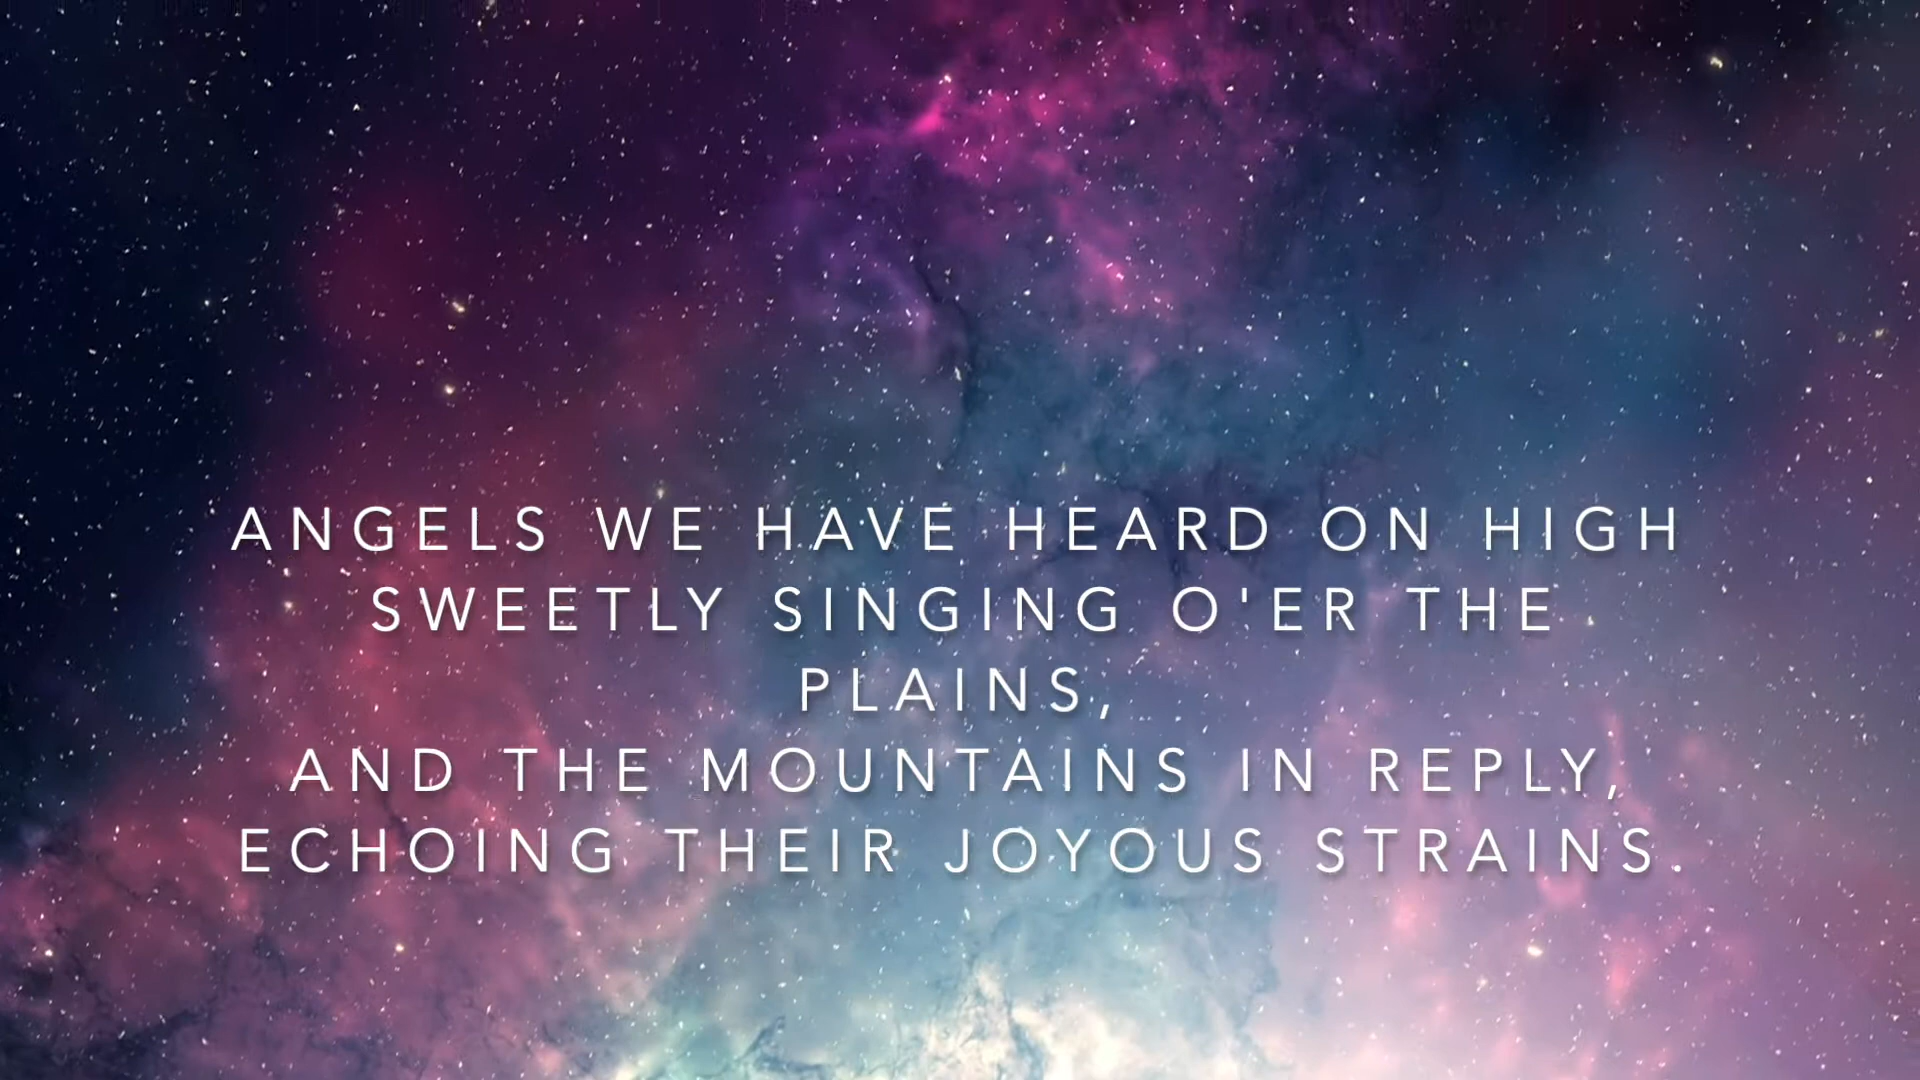 ANGELS WE HAVE HEARD ON HIGH
SWEETLY SINGING O'ER THE
PLAINS,
AND THE MOUNTAINS IN REPLY,
ECHOING THEIR JOYOUS STRAINS.